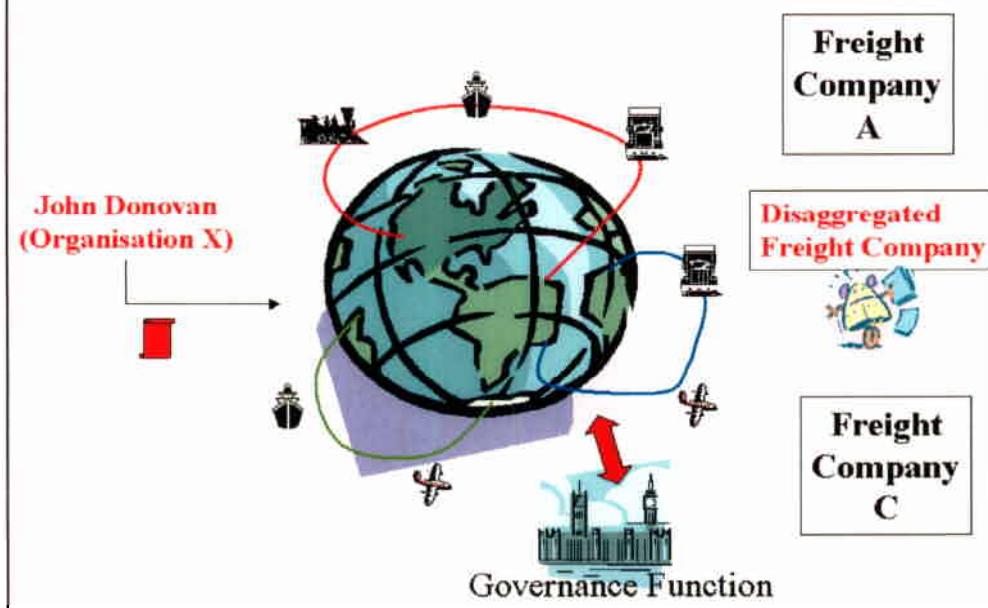 Freight
Company
A
John Donovan
(Organisation X)
Disaggregated
Freight Company
Freight
Company
C
Governance Function